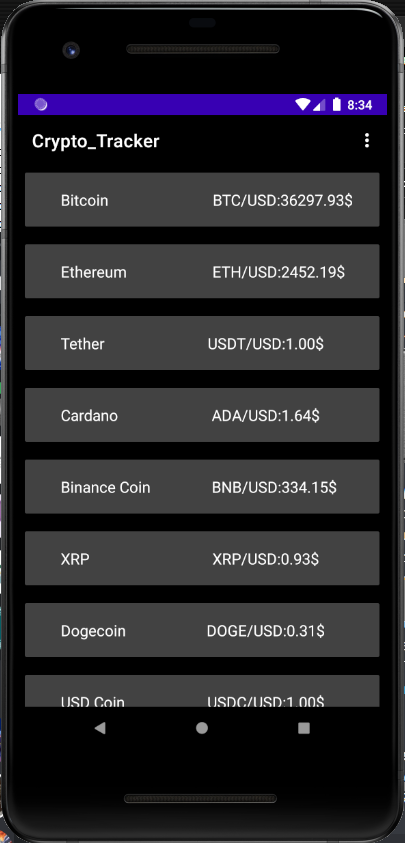 8:34
Crypto_Tracker
Bitcoin BTC/USD:36297.93$
Ethereum ETH/USD:2452.19$
Tether USDT/USD:1.00$
Cardano ADA/USD:1.64$
Binance Coin BNB/USD:334.15$
XRP XRP/USD:0.93$
Dogecoin DOGE/USD:0.31$
USD Coin USDC/USD:1.00$